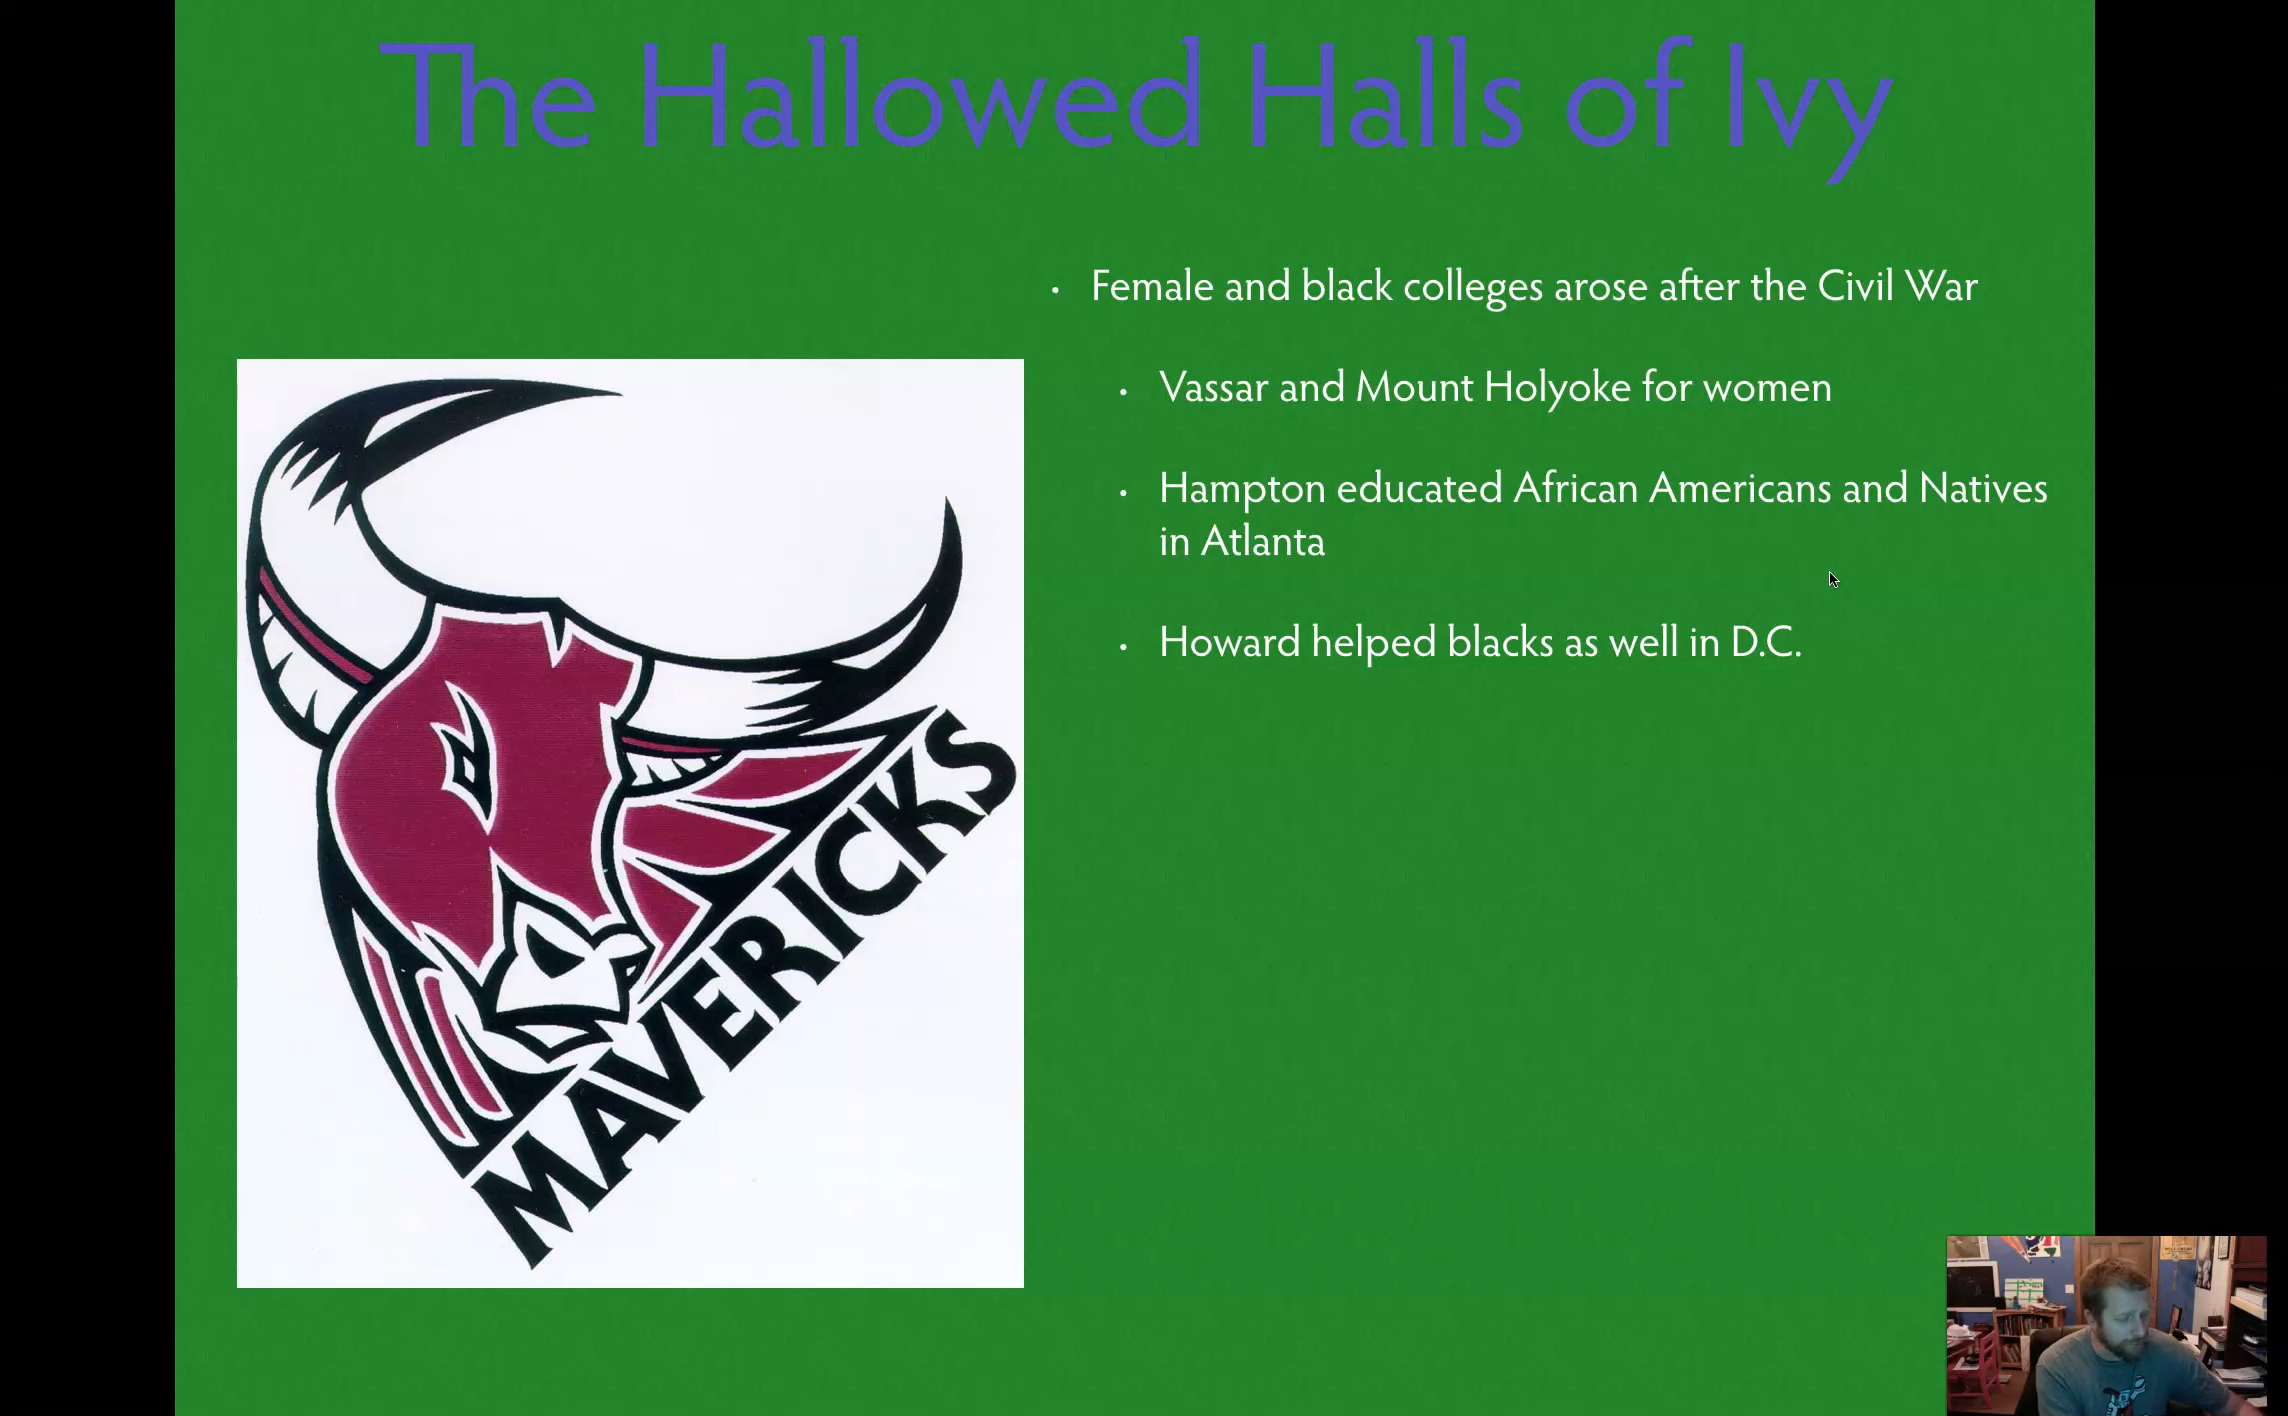 The Hallowed Halls of Ivy
• Female and black colleges arose after the Civil War
• Vassar and Mount Holyoke for women
• Hampton educated African Americans and Natives
in Atlanta
• Howard helped blacks as well in D.C.
MAVERICKS